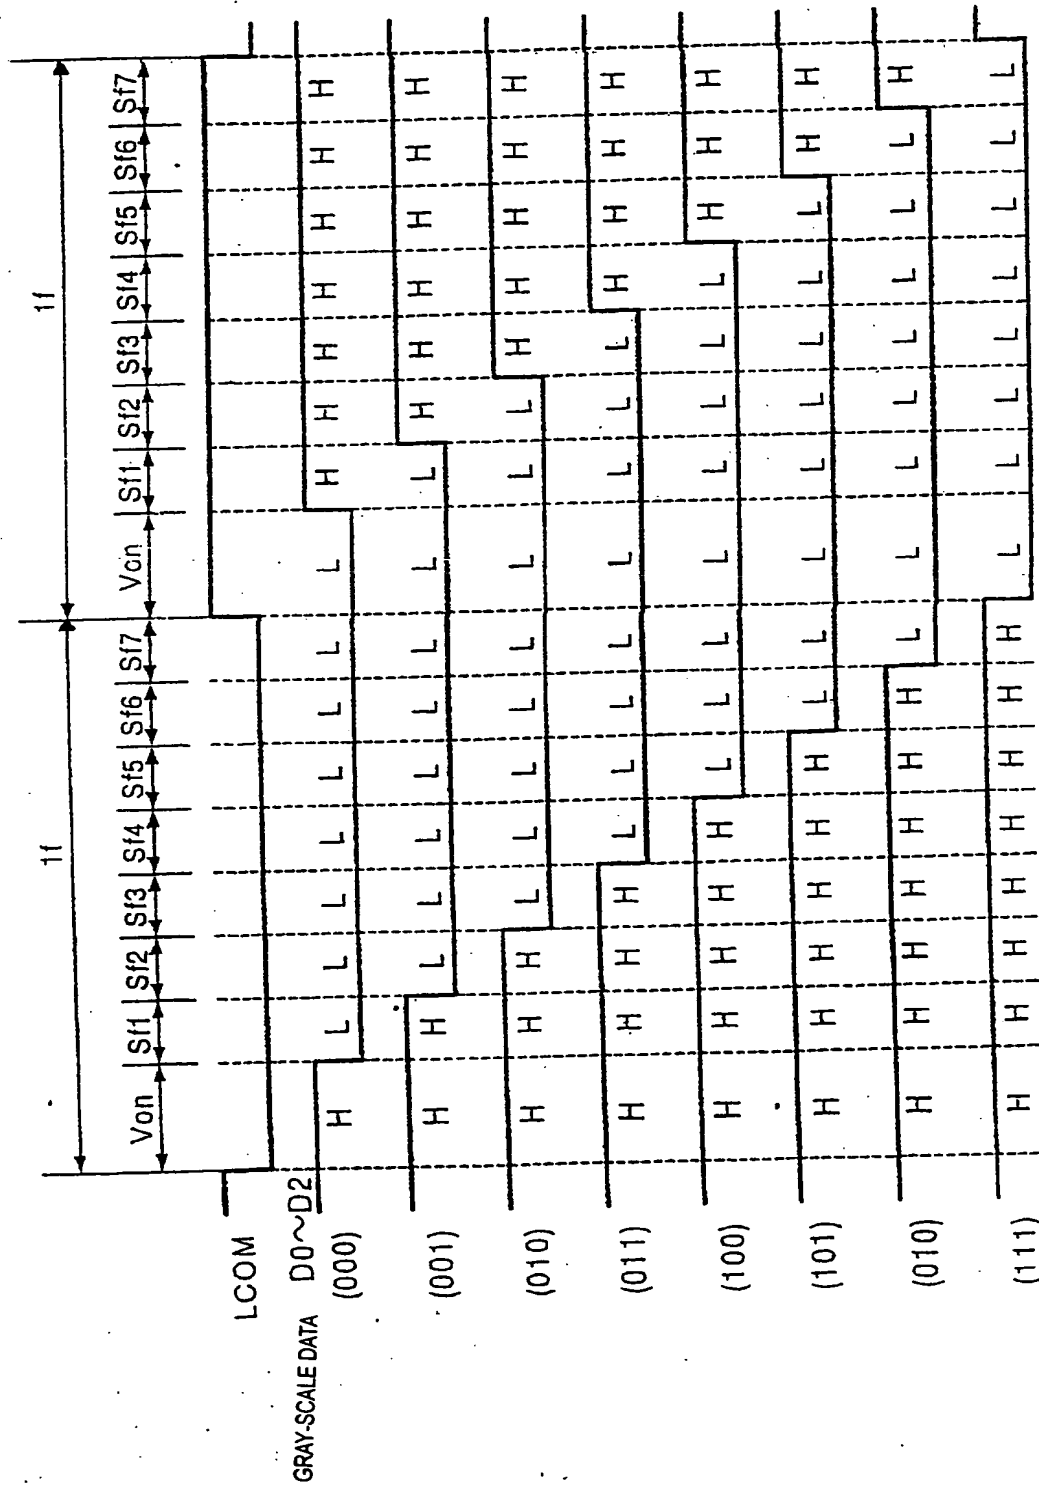 1f 1f
Von Sf1 Sf2 Sf3 Sf4 Sf5 Sf6 Sf7 Von Sf1 Sf2 Sf3 Sf4 Sf5 Sf6 Sf7
LCOM
GRAY-SCALE DATA D0~D2
(000) H L L L L L L L L H H H H H H H
(001) H H L L L L L L L L H H H H H H
(010) H H H L L L L L L L L H H H H H
(011) H H H H L L L L L L L L H H H H
(100) H H H H H L L L L L L L L H H H
(101) H H H H H H L L L L L L L L H H
(010) H H H H H H H L L L L L L L L H
(111) H H H H H H H H L L L L L L L L